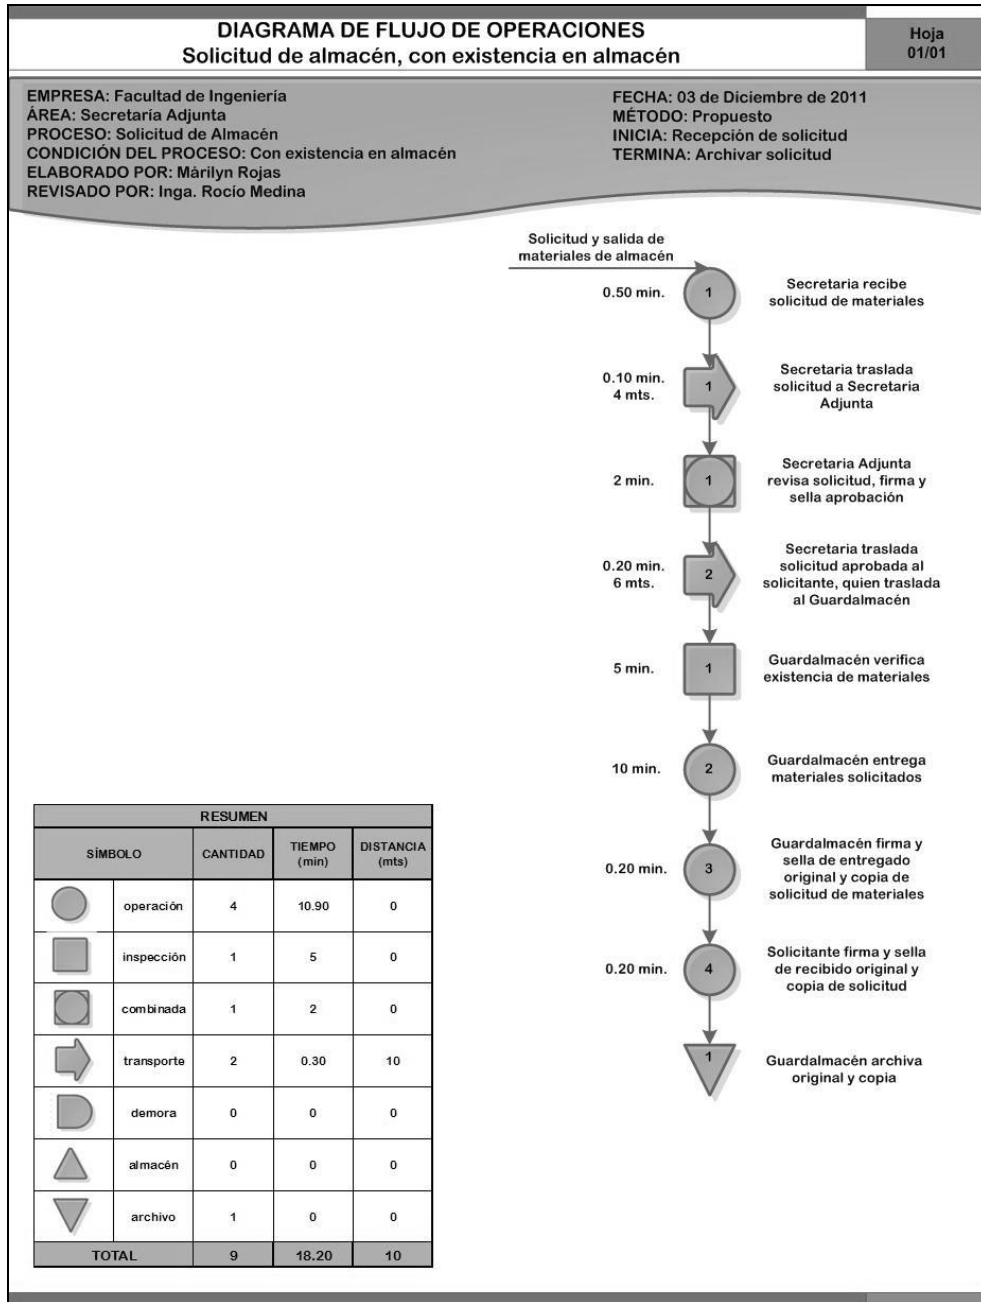 DIAGRAMA DE FLUJO DE OPERACIONES
Solicitud de almacén, con existencia en almacén
Hoja
01/01
EMPRESA: Facultad de Ingeniería
ÁREA: Secretaría Adjunta
PROCESO: Solicitud de Almacén
CONDICIÓN DEL PROCESO: Con existencia en almacén
ELABORADO POR: Márilyn Rojas
REVISADO POR: Inga. Rocío Medina
FECHA: 03 de Diciembre de 2011
MÉTODO: Propuesto
INICIA: Recepción de solicitud
TERMINA: Archivar solicitud
Solicitud y salida de
materiales de almacén
0.50 min.
1
Secretaria recibe
solicitud de materiales
0.10 min.
4 mts.
1
Secretaria traslada
solicitud a Secretaria
Adjunta
2 min.
1
Secretaria Adjunta
revisa solicitud, firma y
sella aprobación
0.20 min.
6 mts.
2
Secretaria traslada
solicitud aprobada al
solicitante, quien traslada
al Guardalmacén
5 min.
1
Guardalmacén verifica
existencia de materiales
10 min.
2
Guardalmacén entrega
materiales solicitados
0.20 min.
3
Guardalmacén firma y
sella de entregado
original y copia de
solicitud de materiales
0.20 min.
4
Solicitante firma y sella
de recibido original y
copia de solicitud
1
Guardalmacén archiva
original y copia
RESUMEN
SÍMBOLO CANTIDAD TIEMPO (min) DISTANCIA (mts)
operación 4 10.90 0
inspección 1 5 0
combinada 1 2 0
transporte 2 0.30 10
demora 0 0 0
almacén 0 0 0
archivo 1 0 0
TOTAL 9 18.20 10